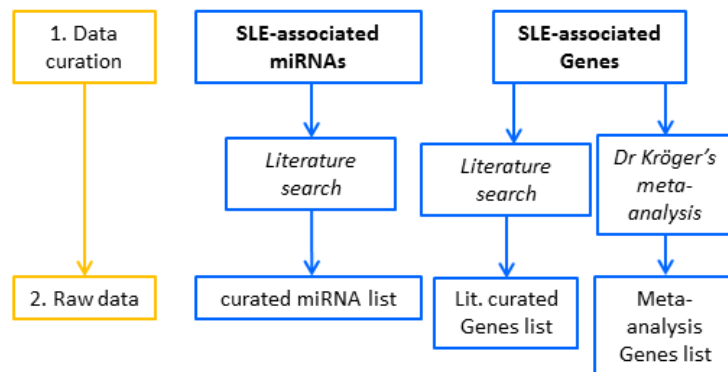 1. Data
curation
SLE-associated
miRNAs
SLE-associated
Genes
Literature
search
Literature
search
Dr Kröger's
meta-
analysis
2. Raw data
curated miRNA list
Lit. curated
Genes list
Meta-
analysis
Genes list